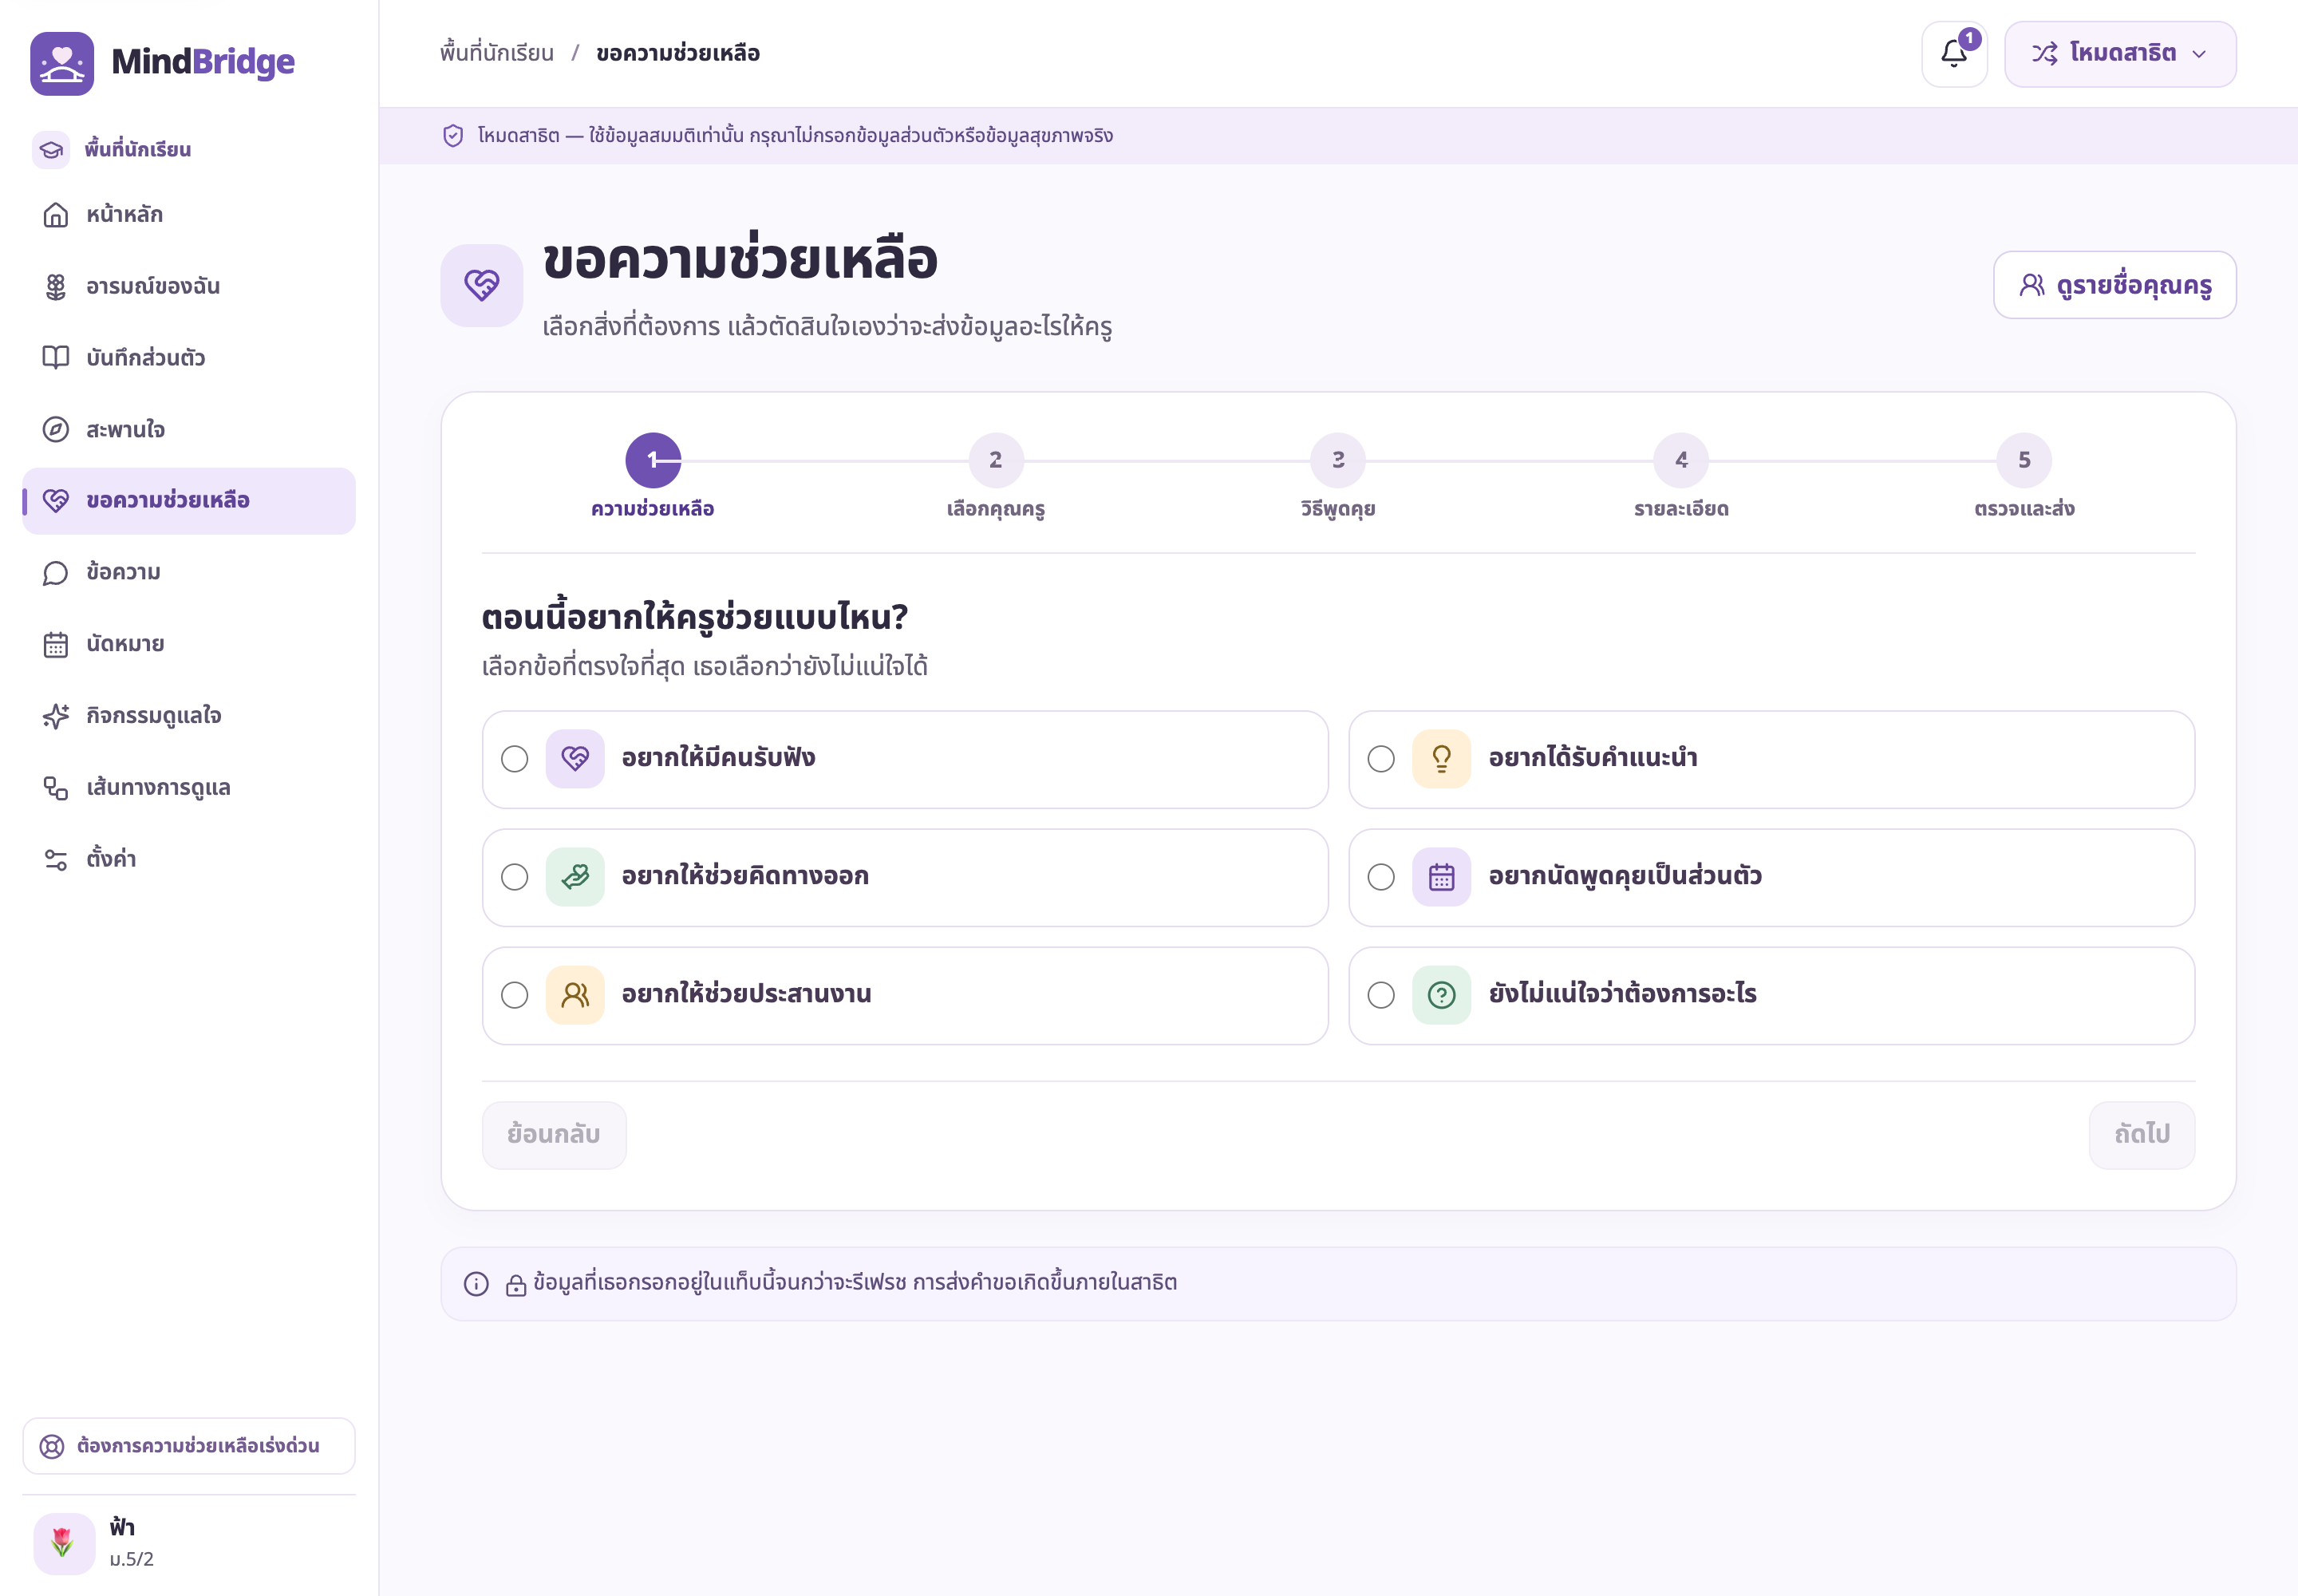 MindBridge
พื้นที่นักเรียน
หน้าหลัก
อารมณ์ของฉัน
บันทึกส่วนตัว
สะพานใจ
ขอความช่วยเหลือ
ข้อความ
นัดหมาย
กิจกรรมดูแลใจ
เส้นทางการดูแล
ตั้งค่า
ต้องการความช่วยเหลือเร่งด่วน
ฟ้า
ม.5/2
พื้นที่นักเรียน / ขอความช่วยเหลือ
1
โหมดสาธิต
โหมดสาธิต — ใช้ข้อมูลสมมติเท่านั้น กรุณาไม่กรอกข้อมูลส่วนตัวหรือข้อมูลสุขภาพจริง
ขอความช่วยเหลือ
เลือกสิ่งที่ต้องการ แล้วตัดสินใจเองว่าจะส่งข้อมูลอะไรให้ครู
ดูรายชื่อคุณครู
1 2 3 4 5
ความช่วยเหลือ เลือกคุณครู วิธีพูดคุย รายละเอียด ตรวจและส่ง
ตอนนี้อยากให้ครูช่วยแบบไหน?
เลือกข้อที่ตรงใจที่สุด เธอเลือกว่ายังไม่แน่ใจได้
อยากให้มีคนรับฟัง
อยากได้รับคำแนะนำ
อยากให้ช่วยคิดทางออก
อยากนัดพูดคุยเป็นส่วนตัว
อยากให้ช่วยประสานงาน
ยังไม่แน่ใจว่าต้องการอะไร
ย้อนกลับ
ถัดไป
ข้อมูลที่เธอกรอกอยู่ในแท็บนี้จนกว่าจะรีเฟรช การส่งคำขอเกิดขึ้นภายในสาธิต